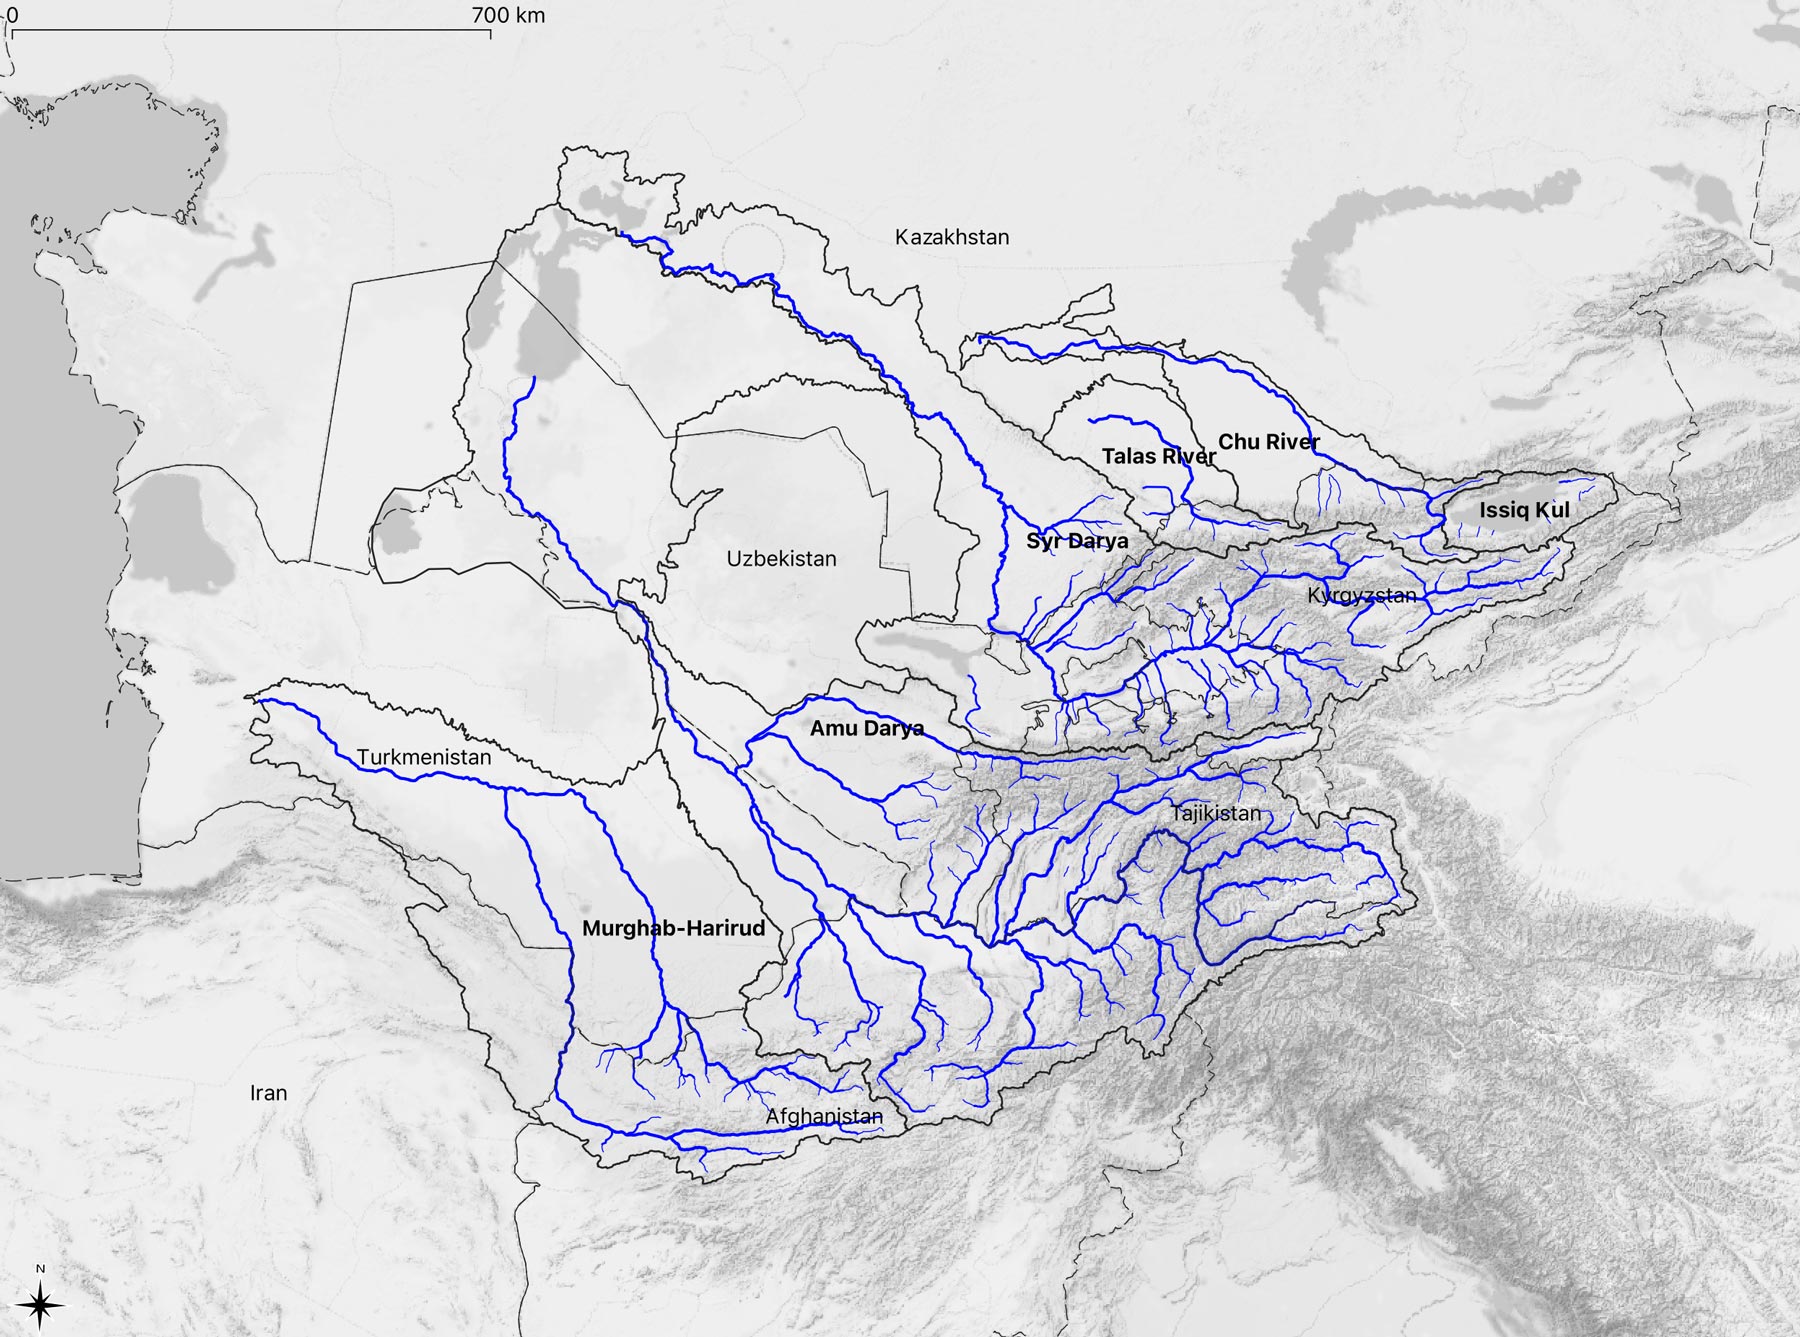 0 700 km
Kazakhstan
Chu River
Talas River
Issiq Kul
Syr Darya
Uzbekistan
Kyrgyzstan
Amu Darya
Turkmenistan
Tajikistan
Murghab-Harirud
Iran
Afghanistan
N